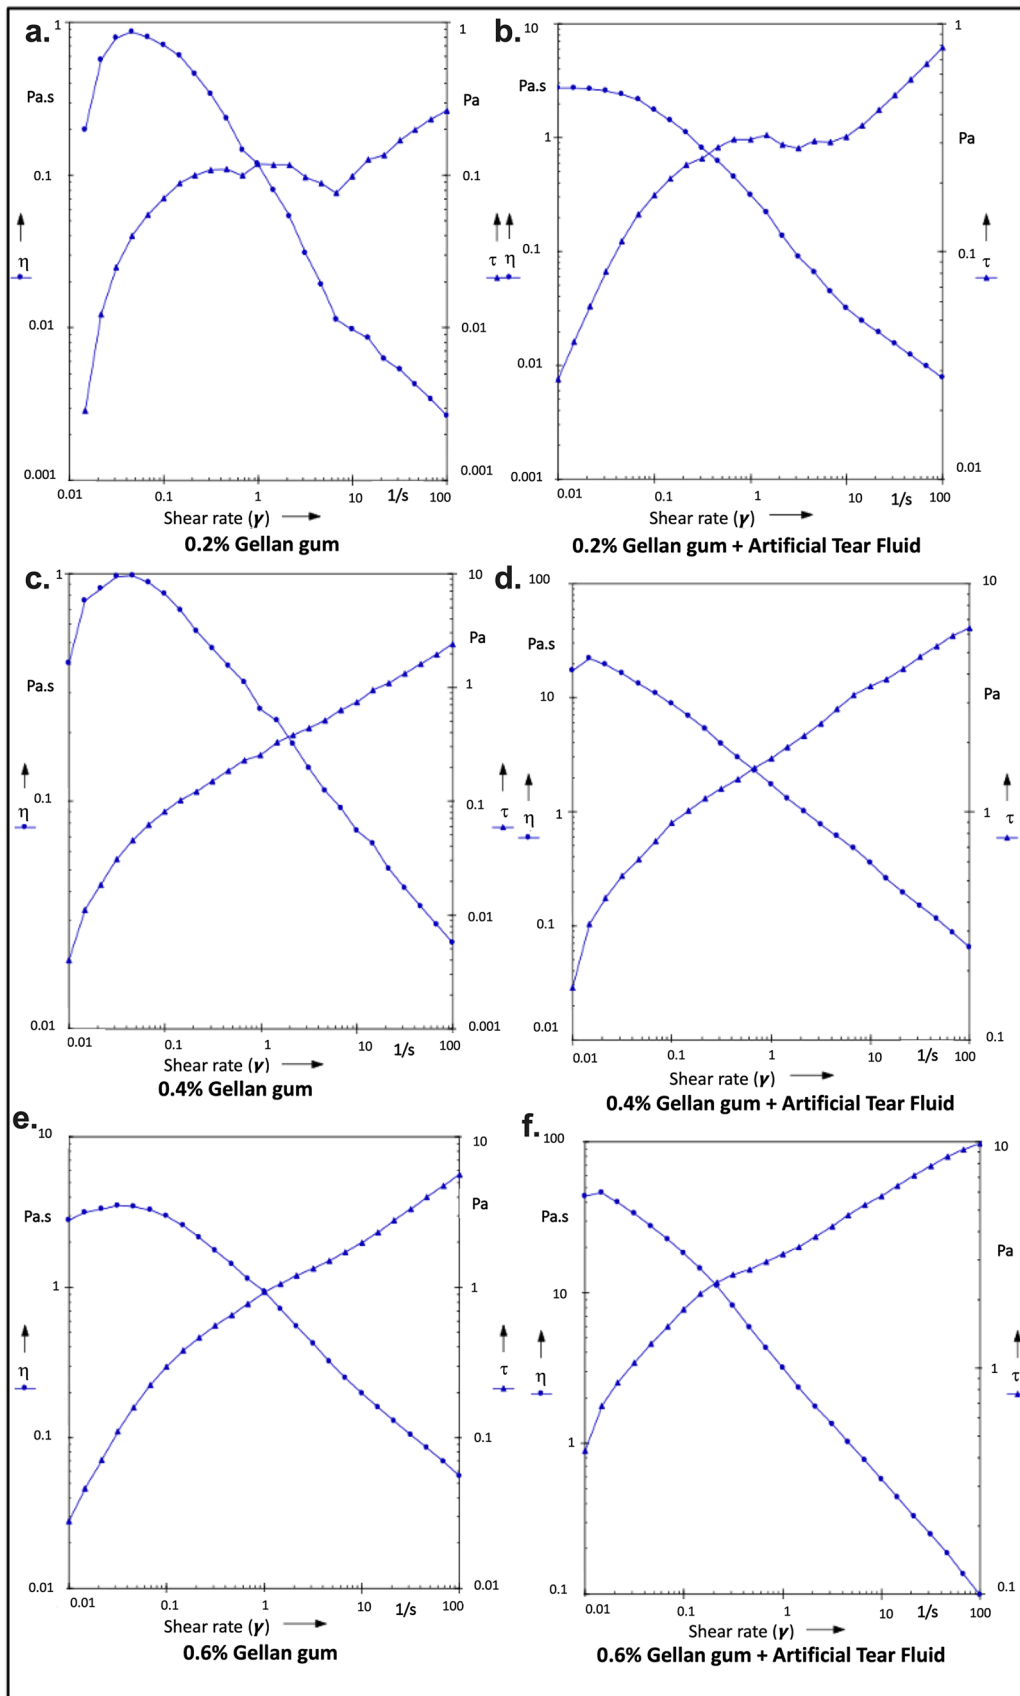 a.
1
1
Pa.s
Pa
0.1
0.1
η
τ
0.01
0.01
0.001
0.001
0.01
0.1
1
10
1/s
100
Shear rate (γ)
0.2% Gellan gum
b.
10
1
Pa.s
1
Pa
0.1
0.1
η
τ
0.01
0.001
0.01
0.01
0.1
1
10
1/s
100
Shear rate (γ)
0.2% Gellan gum + Artificial Tear Fluid
c.
1
10
Pa
Pa.s
1
0.1
0.1
η
τ
0.01
0.01
0.001
0.01
0.1
1
10
1/s
100
Shear rate (γ)
0.4% Gellan gum
d.
100
10
Pa.s
10
Pa
1
1
η
τ
0.1
0.01
0.1
0.01
0.1
1
10
1/s
100
Shear rate (γ)
0.4% Gellan gum + Artificial Tear Fluid
e.
10
10
Pa.s
Pa
1
1
η
τ
0.1
0.1
0.01
0.01
0.01
0.1
1
10
1/s
100
Shear rate (γ)
0.6% Gellan gum
f.
100
10
Pa.s
Pa
10
1
η
τ
1
0.1
0.1
0.01
0.1
1
10
1/s
100
Shear rate (γ)
0.6% Gellan gum + Artificial Tear Fluid